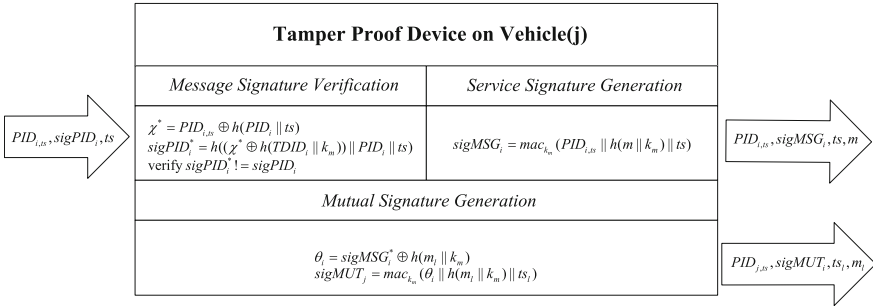 Tamper Proof Device on Vehicle(j)
Message Signature Verification
Service Signature Generation
PID_{i,ts}, sigPID_i, ts
χ^* = PID_{i,ts} ⊕ h(PID_i || ts)
sigPID_i^* = h((χ^* ⊕ h(TDID_i || k_m)) || PID_i || ts)
verify sigPID_i^* != sigPID_i
sigMSG_i = mac_{k_m}(PID_{i,ts} || h(m || k_m) || ts)
PID_{i,ts}, sigMSG_i, ts, m
Mutual Signature Generation
θ_i = sigMSG_i^* ⊕ h(m_l || k_m)
sigMUT_j = mac_{k_m}(θ_i || h(m_l || k_m) || ts_l)
PID_{j,ts}, sigMUT_i, ts_l, m_l